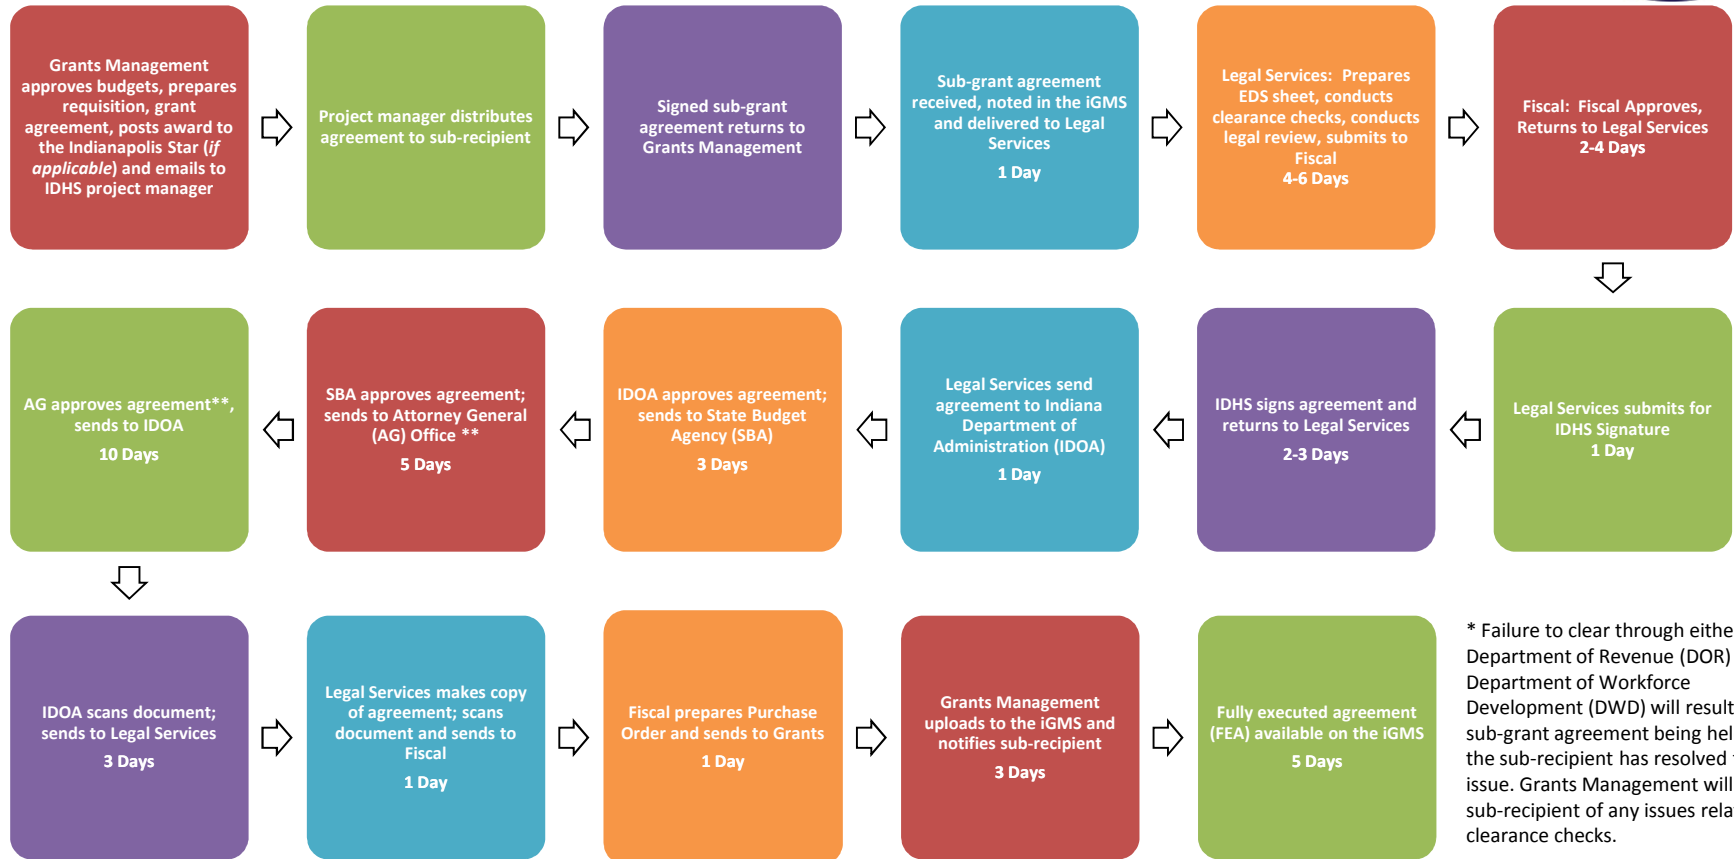 Grants Management
approves budgets, prepares
requisition, grant
agreement, posts award to
the Indianapolis Star (if
applicable) and emails to
IDHS project manager
Project manager distributes
agreement to sub-recipient
Signed sub-grant
agreement returns to
Grants Management
Sub-grant agreement
received, noted in the iGMS
and delivered to Legal
Services
1 Day
Legal Services: Prepares
EDS sheet, conducts
clearance checks, conducts
legal review, submits to
Fiscal
4-6 Days
Fiscal: Fiscal Approves,
Returns to Legal Services
2-4 Days
Legal Services submits for
IDHS Signature
1 Day
IDHS signs agreement and
returns to Legal Services
2-3 Days
Legal Services send
agreement to Indiana
Department of
Administration (IDOA)
1 Day
IDOA approves agreement;
sends to State Budget
Agency (SBA)
3 Days
SBA approves agreement;
sends to Attorney General
(AG) Office **
5 Days
AG approves agreement**,
sends to IDOA
10 Days
IDOA scans document;
sends to Legal Services
3 Days
Legal Services makes copy
of agreement; scans
document and sends to
Fiscal
1 Day
Fiscal prepares Purchase
Order and sends to Grants
1 Day
Grants Management
uploads to the iGMS and
notifies sub-recipient
3 Days
Fully executed agreement
(FEA) available on the iGMS
5 Days
* Failure to clear through
Department of Revenue (DOR)
Department of Workforce
Development (DWD) will result
sub-grant agreement being
the sub-recipient has resolved
issue. Grants Management will
sub-recipient of any issues
clearance checks.